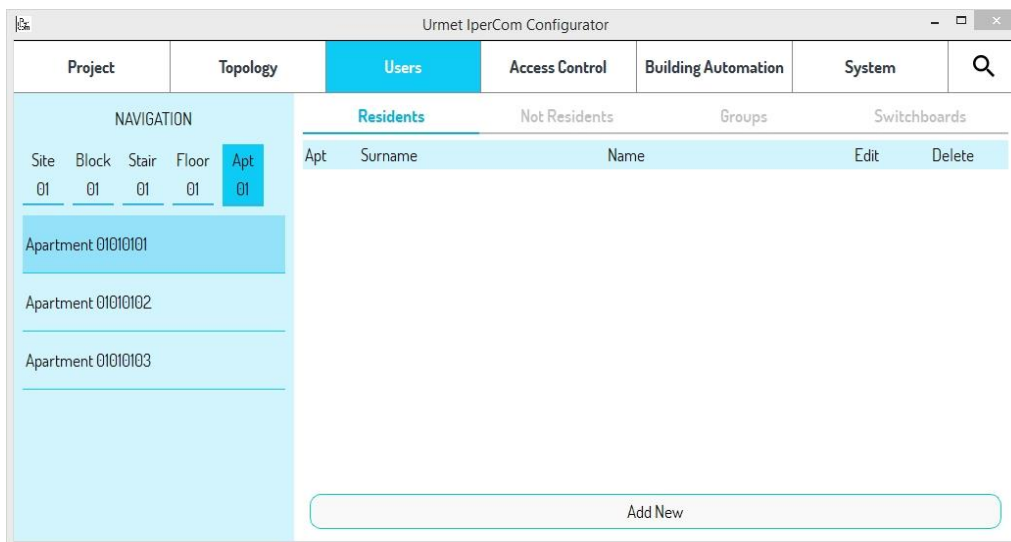 Urmet IperCom Configurator
Project Topology Users Access Control Building Automation System
NAVIGATION
Site Block Stair Floor Apt
01 01 01 01 01
Apartment 01010101
Apartment 01010102
Apartment 01010103
Residents Not Residents Groups Switchboards
Apt Surname Name Edit Delete
Add New